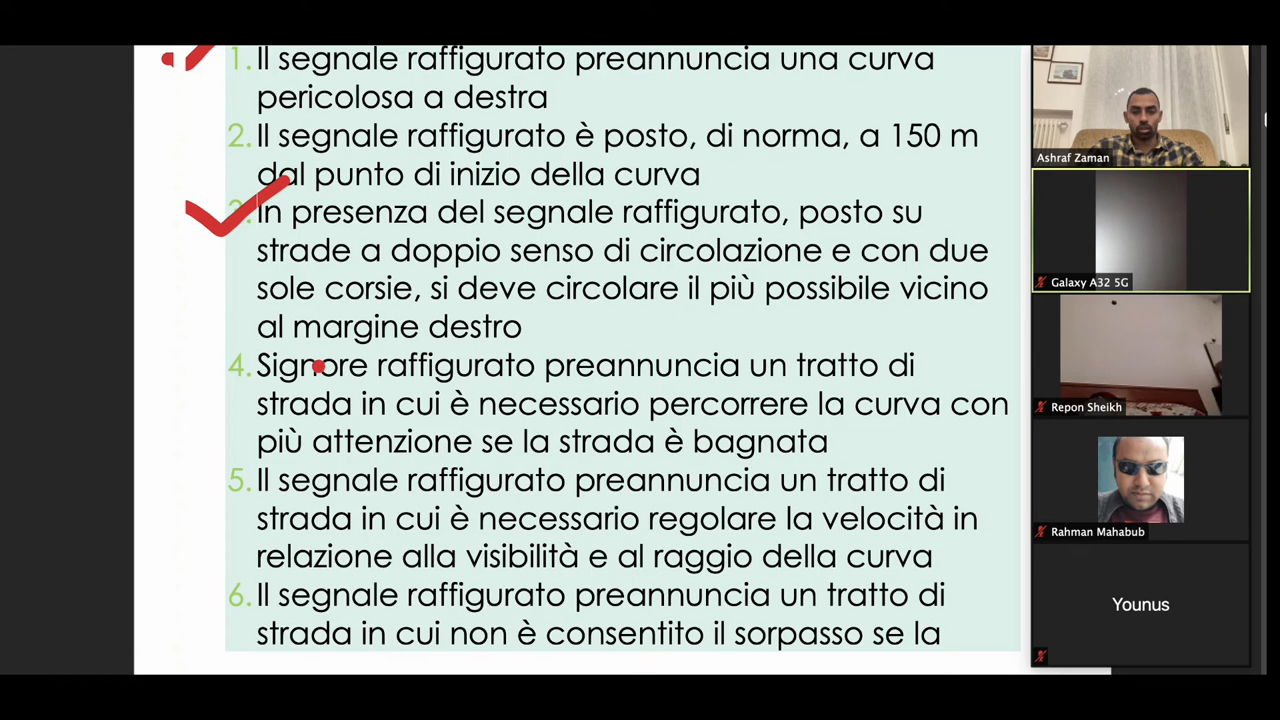 1. Il segnale raffigurato preannuncia una curva
pericolosa a destra
2. Il segnale raffigurato è posto, di norma, a 150 m
dal punto di inizio della curva
3. In presenza del segnale raffigurato, posto su
strade a doppio senso di circolazione e con due
sole corsie, si deve circolare il più possibile vicino
al margine destro
4. Signore raffigurato preannuncia un tratto di
strada in cui è necessario percorrere la curva con
più attenzione se la strada è bagnata
5. Il segnale raffigurato preannuncia un tratto di
strada in cui è necessario regolare la velocità in
relazione alla visibilità e al raggio della curva
6. Il segnale raffigurato preannuncia un tratto di
strada in cui non è consentito il sorpasso se la
Ashraf Zaman
Galaxy A32 5G
Repon Sheikh
Rahman Mahabub
Younus